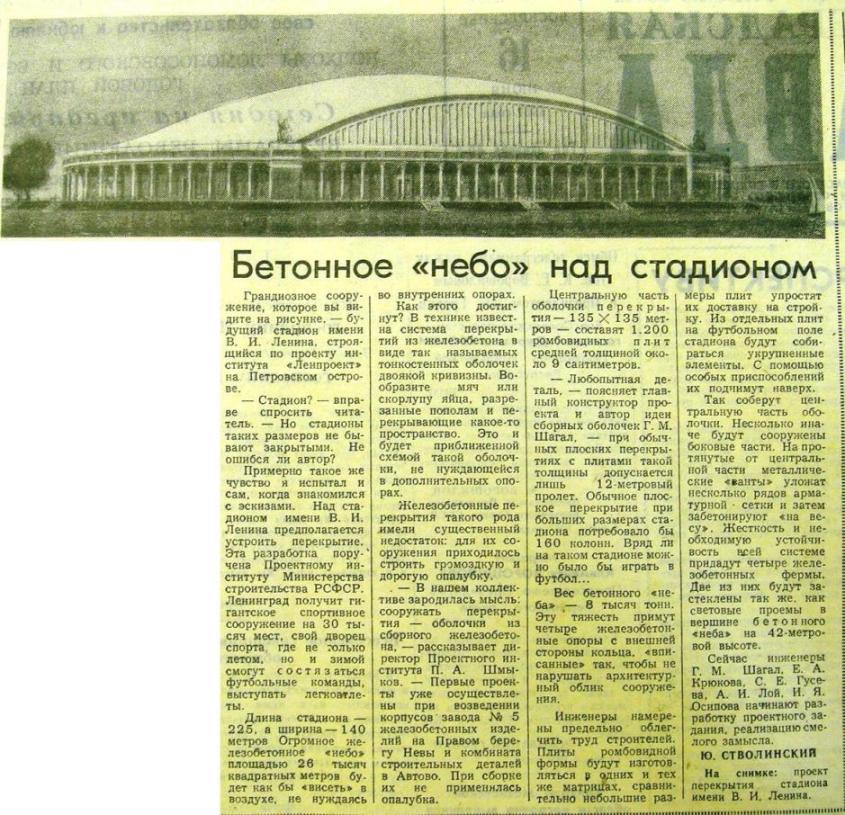 Бетонное «небо» над стадионом
Грандиозное соору-
жение, которое вы ви-
дите на рисунке, — бу-
дущий стадион имени
В. И. Ленина, строя-
щийся по проекту ин-
ститута «Ленпроект»
на Петровском остро-
ве.
— Стадион? — впра-
ве спросить чита-
тель. — Но стадионы
таких размеров не бы-
вают закрытыми. Не
ошибся ли автор?
Примерно такое же
чувство я испытал и
сам, когда знакомился
с эскизами. Над ста-
дионом имени В. И.
Ленина предполагается
устроить перекрытие.
Эта разработка пору-
чена Проектному ин-
ституту Министерства
строительства РСФСР.
Ленинград получит ги-
гантское спортивное
сооружение на 30 ты-
сяч мест, свой дворец
спорта, где не только
летом, но и зимой
смогут состязаться
футбольные команды,
выступать легкоатле-
ты.
Длина стадиона —
225, а ширина — 140
метров Огромное же-
лезобетонное «небо»
площадью 26 тысяч
квадратных метров бу-
дет как бы «висеть» в
воздухе, не нуждаясь
во внутренних опорах.
Как этого достиг-
нут? В технике извест-
на система перекры-
тий из железобетона в
виде так называемых
тонкостенных оболочек
двоякой кривизны. Во-
образите мяч или
скорлупу яйца, разре-
занные пополам и пе-
рекрывающие какое-то
пространство. Это и
будет приближенной
схемой такой оболоч-
ки, не нуждающейся
в дополнительных опо-
рах.
Железобетонные пе-
рекрытия такого рода
имели существенный
недостаток: для их со-
оружения приходилось
строить громоздкую и
дорогую опалубку.
— В нашем коллек-
тиве зародилась мысль:
сооружать перекры-
тия — оболочки из
сборного железобето-
на, — рассказывает ди-
ректор Проектного ин-
ститута П. А. Шмы-
ков. — Первые проек-
ты уже осуществле-
ны при возведении
корпусов завода № 5
железобетонных изде-
лий на Правом бере-
гу Невы и комбината
строительных деталей
в Автово. При сборке
их не применялась
опалубка.
Центральную часть
оболочки перекры-
тия — 135 × 135 мет-
ров — составят 1.200
ромбовидных плит
средней толщиной око-
ло 9 сантиметров.
— Любопытная де-
таль, — поясняет глав-
ный конструктор про-
екта и автор идеи
сборных оболочек Г. М.
Шагал, — при обыч-
ных плоских перекры-
тиях с плитами такой
толщины допускается
лишь 12-метровый
пролет. Обычное плос-
кое перекрытие при
больших размерах ста-
диона потребовало бы
160 колонн. Вряд ли
на таком стадионе мож-
но было бы играть в
футбол...
Вес бетонного «не-
ба» — 8 тысяч тонн.
Эту тяжесть примут
четыре железобетон-
ные опоры с внешней
стороны кольца, «впи-
санные» так, чтобы не
нарушать архитектур-
ный облик сооруже-
ния.
Инженеры намере-
ны предельно облег-
чить труд строителей.
Плиты ромбовидной
формы будут изготов-
ляться в одних и тех
же матрицах, сравни-
тельно небольшие раз-
меры плит упростят
их доставку на строй-
ку. Из отдельных плит
на футбольном поле
стадиона будут соби-
раться укрупненные
элементы. С помощью
особых приспособлений
их подчимут наверх.
Так соберут цен-
тральную часть обо-
лочки. Несколько ина-
че будут сооружены
боковые части. На про-
тянутые от централь-
ной части металличе-
ские «ванты» уложат
несколько рядов арма-
турной сетки и затем
забетонируют «на ве-
су». Жесткость и не-
обходимую устойчи-
вость всей системе
придадут четыре желе-
зобетонных фермы.
Две из них будут за-
стеклены так же, как
световые проемы в
вершине бетонного
«неба» на 42-метро-
вой высоте.
Сейчас инженеры
Г. М. Шагал, Е. А.
Крюкова, С. Е. Гусе-
ва, А. И. Лой, И. Я.
Осипова начинают раз-
работку проектного за-
дания, реализацию сме-
лого замысла.
Ю. СТВОЛИНСКИЙ
На снимке: проект
перекрытия стадиона
имени В. И. Ленина.